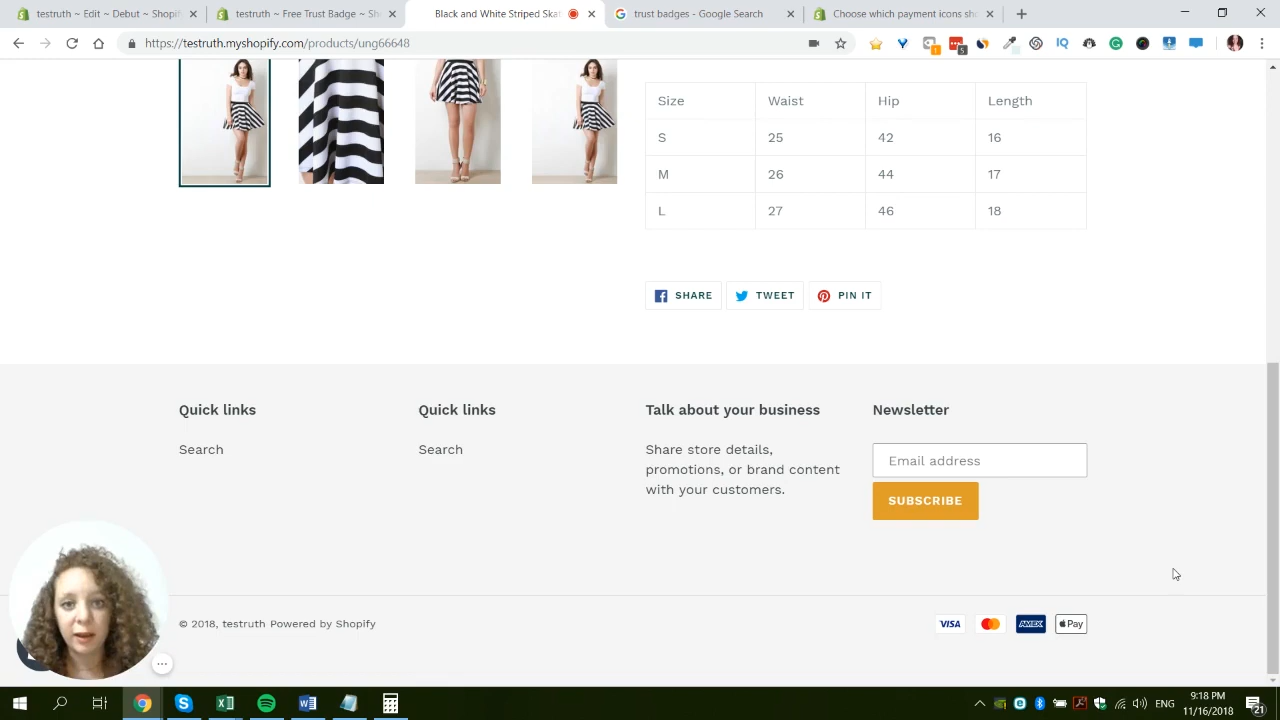 testruth ~ Edit ~ Debut ~ Sh
testruth ~ Free Trust Badge ~ Sh
Black and White Striped Skat
trust badges - Google Search
Choose which payment icons sh
https://testruth.myshopify.com/products/ung66648
Size Waist Hip Length
S 25 42 16
M 26 44 17
L 27 46 18
SHARE TWEET PIN IT
Quick links
Search
Quick links
Search
Talk about your business
Share store details,
promotions, or brand content
with your customers.
Newsletter
Email address
SUBSCRIBE
© 2018, testruth Powered by Shopify
VISA
AMEX
Pay
ENG
9:18 PM
11/16/2018
21